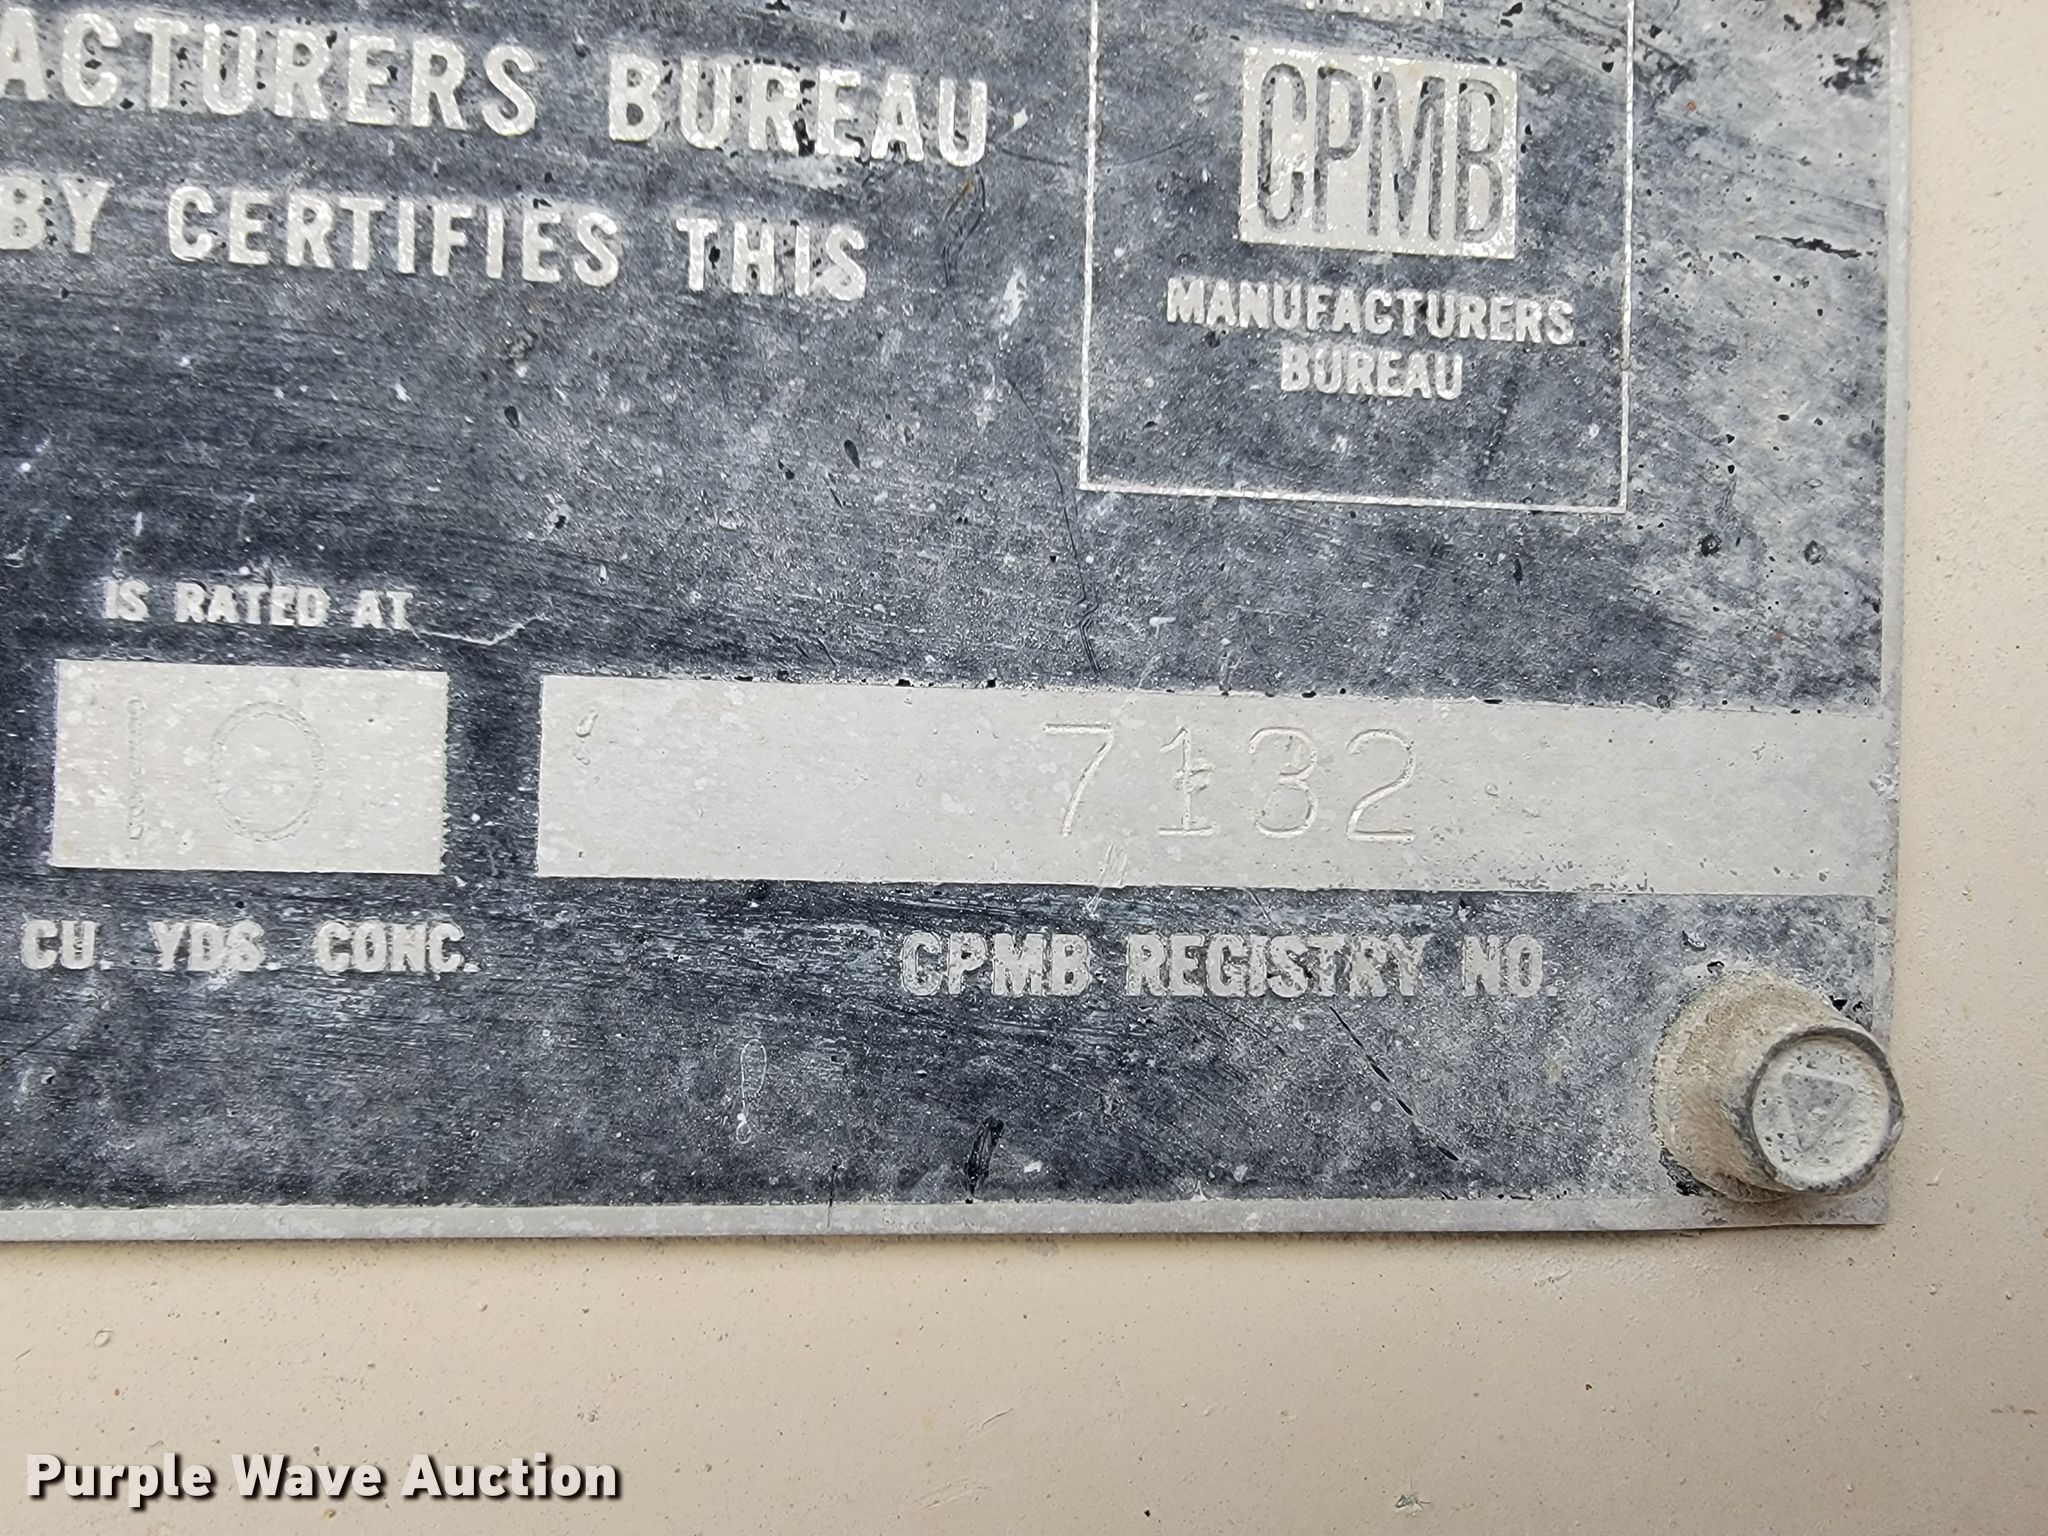 ACTURERS BUREAU
BY CERTIFIES THIS
CPMB
MANUFACTURERS
BUREAU
IS RATED AT
10
7132
CU. YDS. CONC.
CPMB REGISTRY NO.
Purple Wave Auction